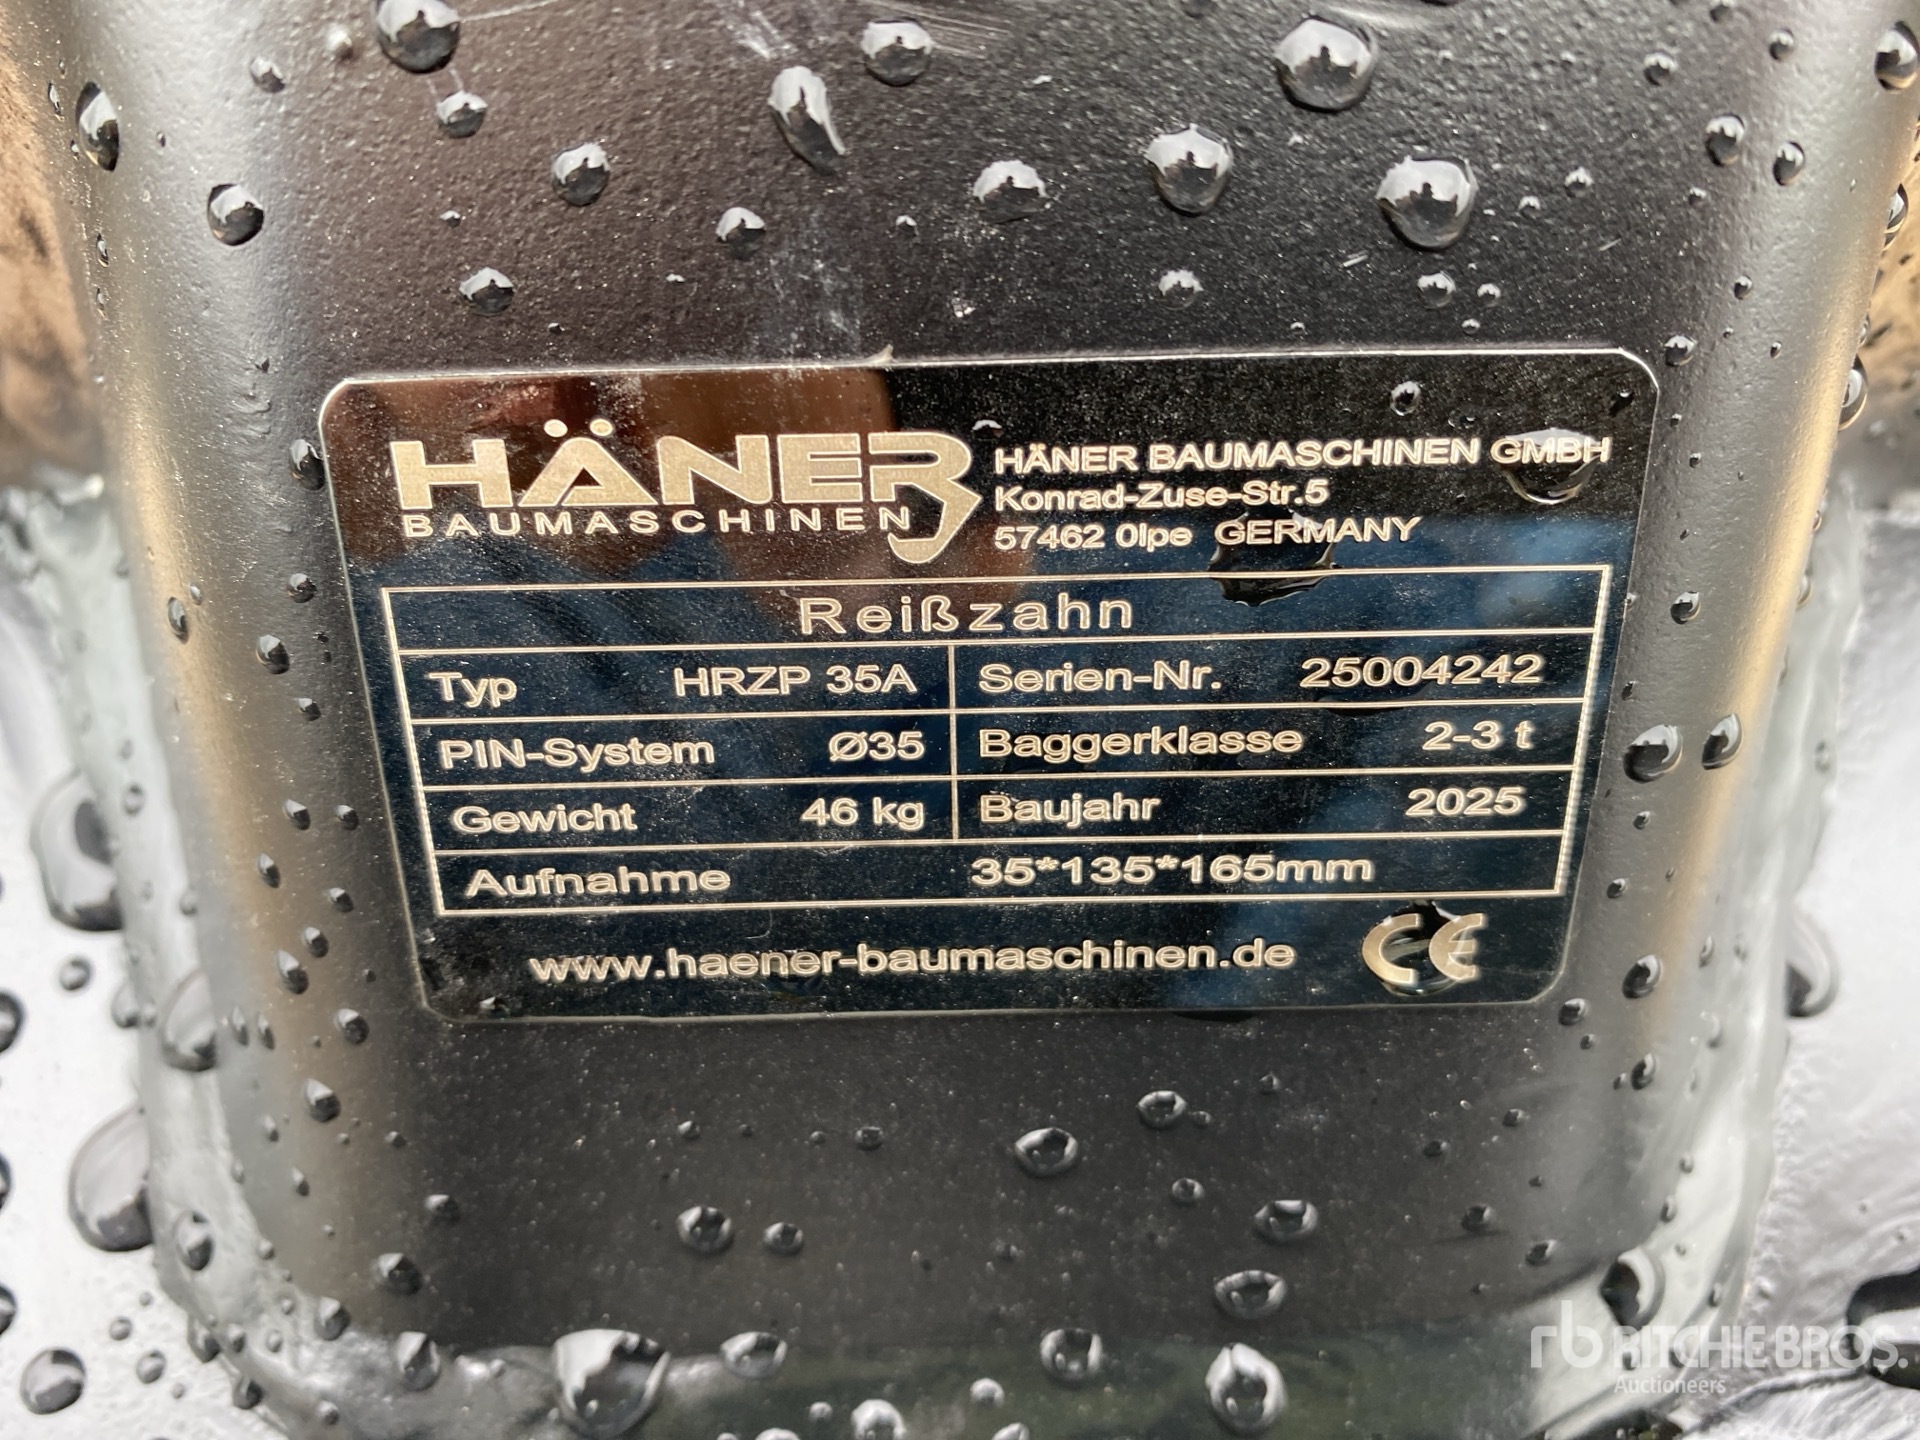 HÄNER
BAUMASCHINEN
HÄNER BAUMASCHINEN GMBH
Konrad-Zuse-Str.5
57462 Olpe GERMANY
Reißzahn
Typ HRZP 35A Serien-Nr. 25004242
PIN-System Ø35 Baggerklasse 2-3 t
Gewicht 46 kg Baujahr 2025
Aufnahme 35*135*165mm
www.haener-baumaschinen.de CE
rb RITCHIE BROS.
Auctioneers